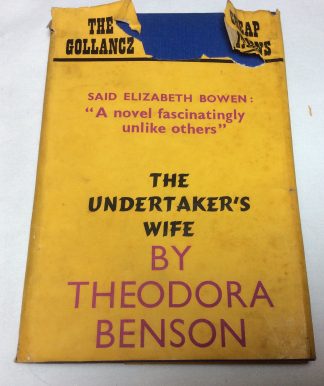 THE
GOLLANCZ
SAID ELIZABETH BOWEN:
"A novel fascinatingly
unlike others"
THE
UNDERTAKER'S
WIFE
BY
THEODORA
BENSON